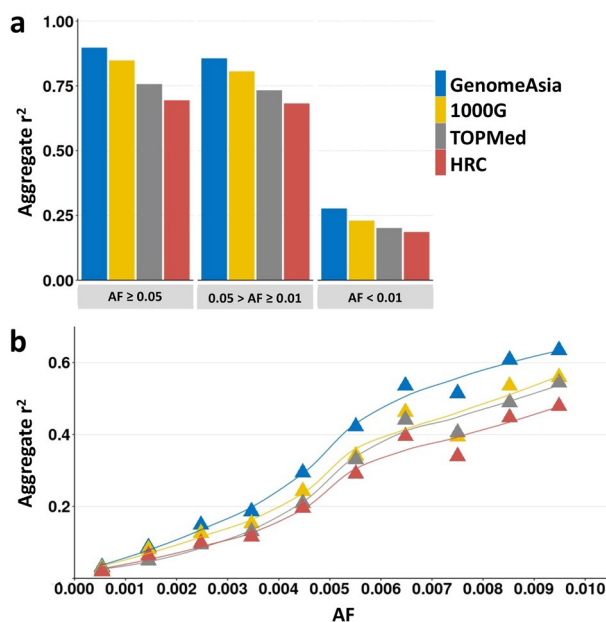 a
Aggregate r²
1.00
0.75
0.50
0.25
0.00
AF ≥ 0.05
0.05 > AF ≥ 0.01
AF < 0.01
GenomeAsia
1000G
TOPMed
HRC
b
Aggregate r²
0.6
0.4
0.2
0.000 0.001 0.002 0.003 0.004 0.005 0.006 0.007 0.008 0.009 0.010
AF